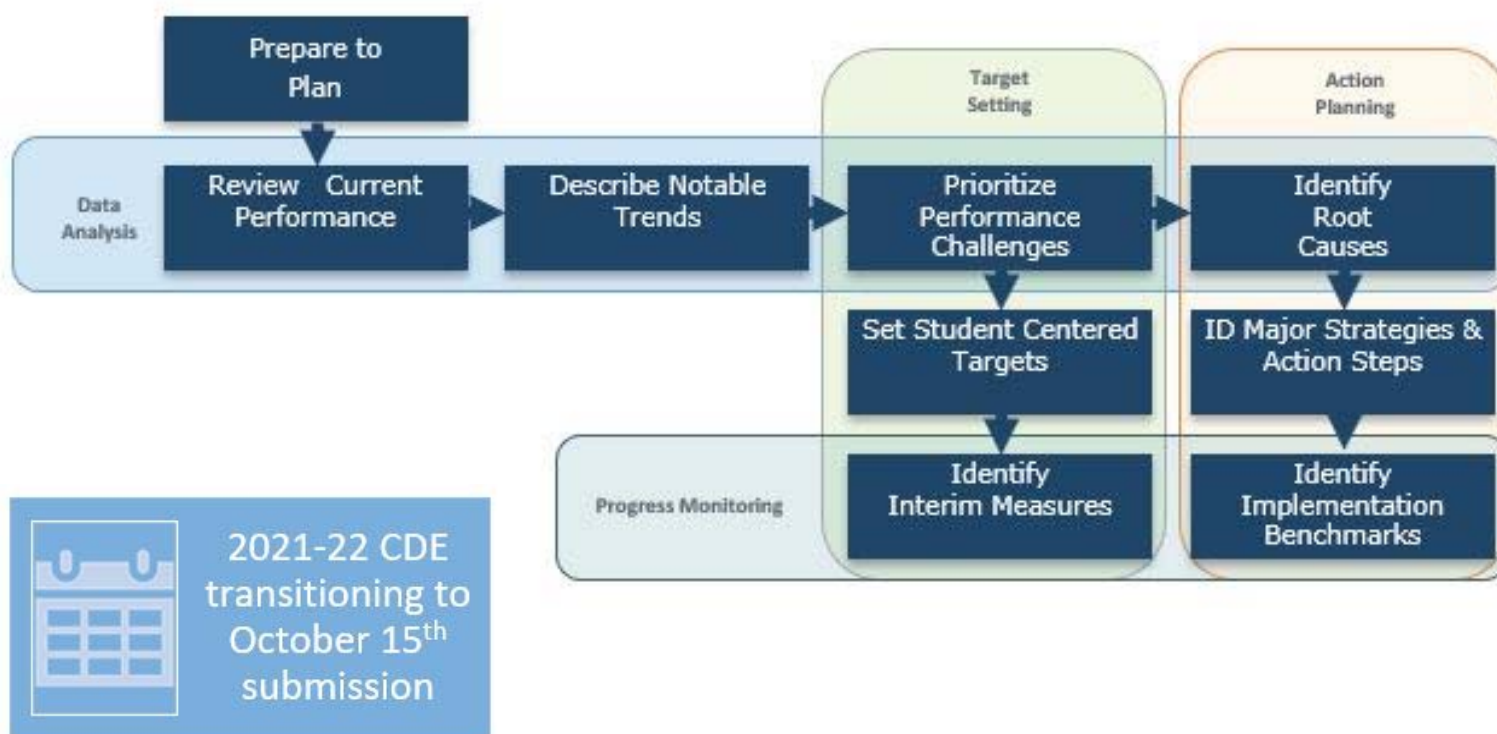 Prepare to
Plan
Target
Setting
Action
Planning
Data
Analysis
Review Current
Performance
Describe Notable
Trends
Prioritize
Performance
Challenges
Identify
Root
Causes
Set Student Centered
Targets
ID Major Strategies &
Action Steps
Progress Monitoring
Identify
Interim Measures
Identify
Implementation
Benchmarks
2021-22 CDE
transitioning to
October 15th
submission